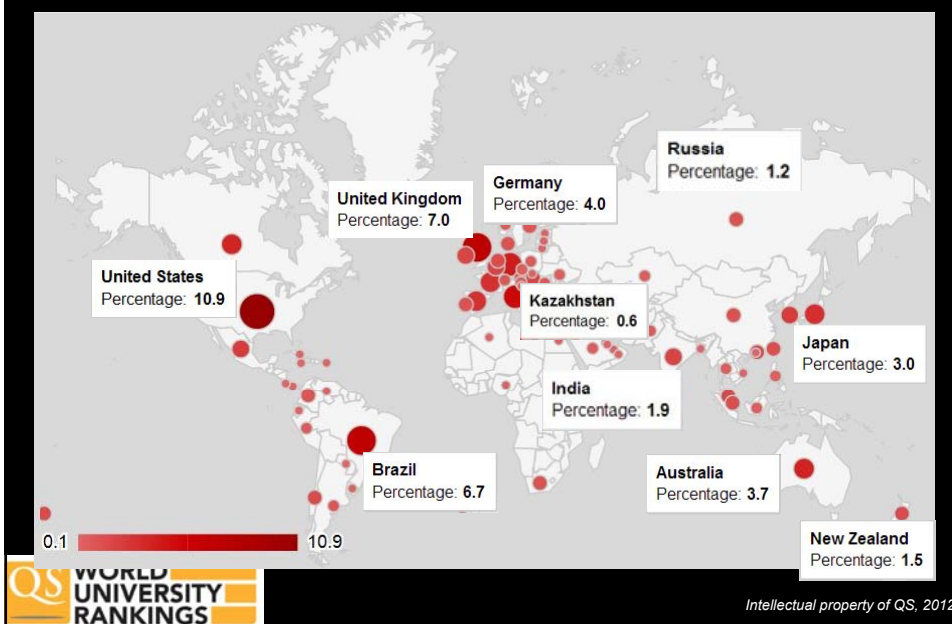 Russia
Percentage: 1.2
Germany
Percentage: 4.0
United Kingdom
Percentage: 7.0
United States
Percentage: 10.9
Kazakhstan
Percentage: 0.6
Japan
Percentage: 3.0
India
Percentage: 1.9
Brazil
Percentage: 6.7
Australia
Percentage: 3.7
New Zealand
Percentage: 1.5
0.1 10.9
QS WORLD
UNIVERSITY
RANKINGS
Intellectual property of QS, 2012